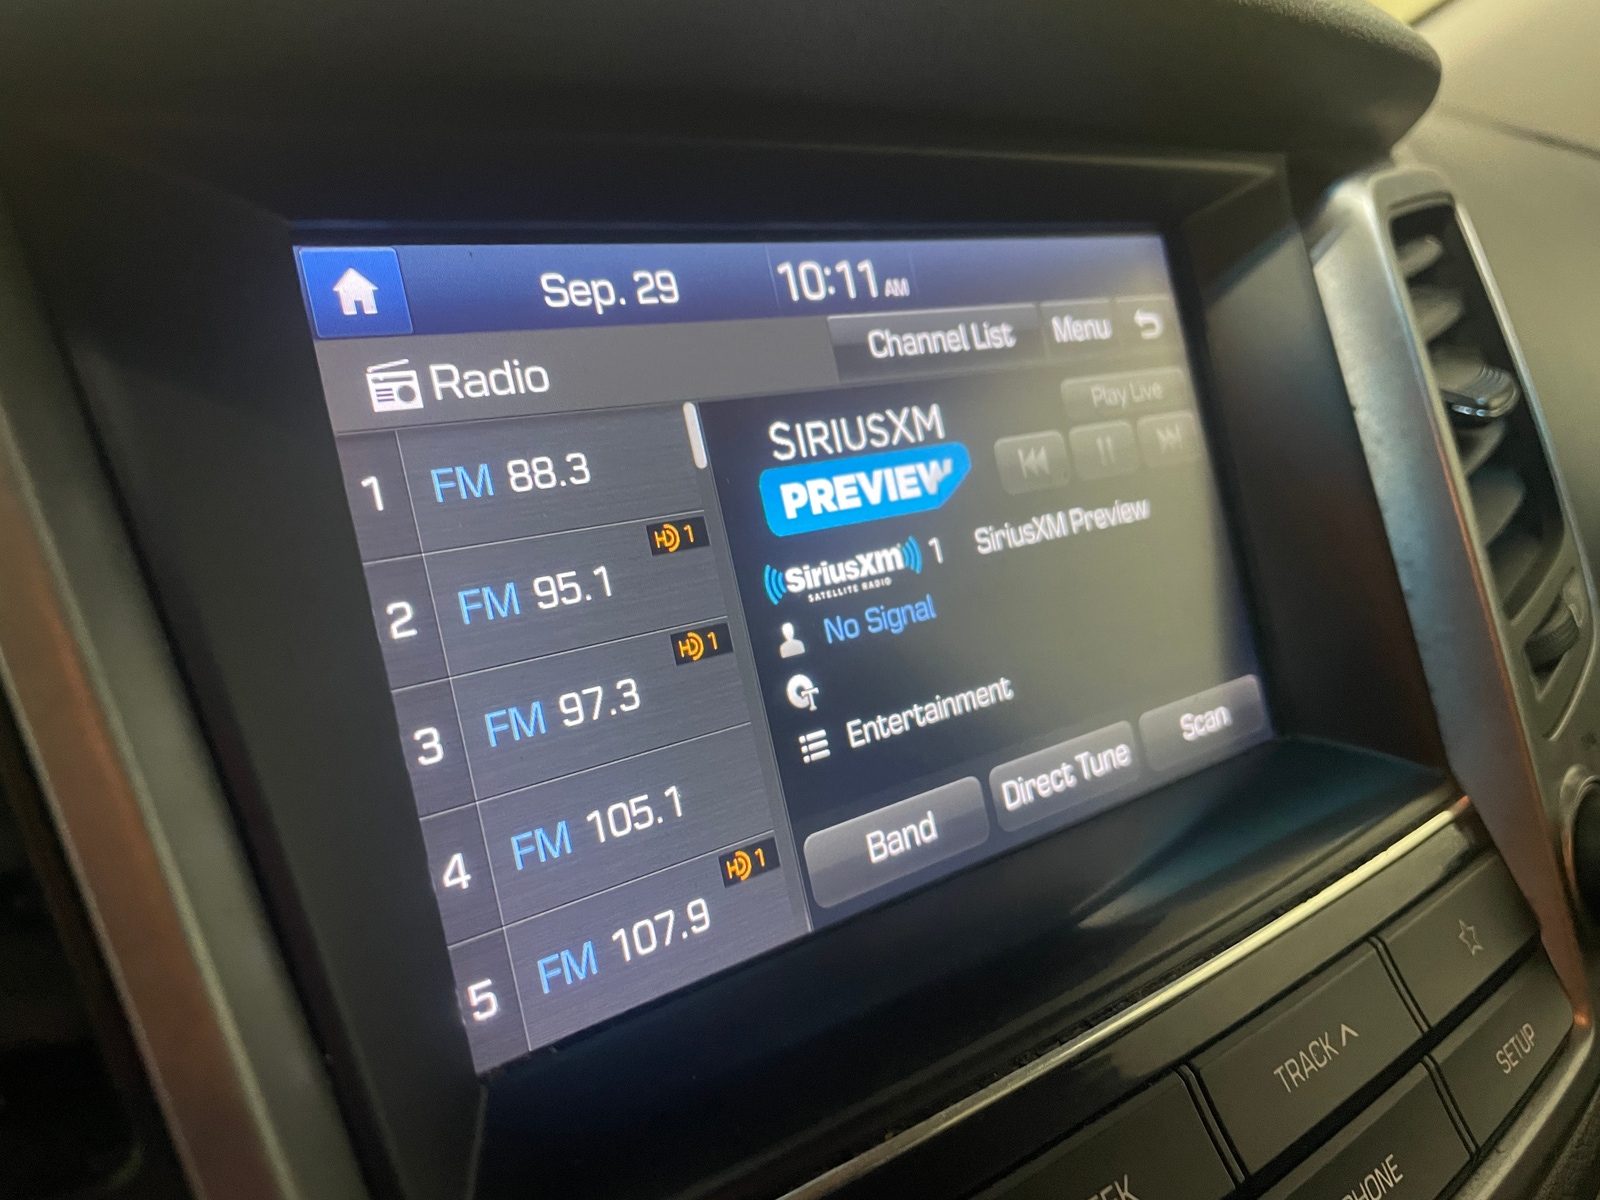 Sep. 29
10:11 AM
Radio
Channel List
Menu
Play Live
1 FM 88.3
HD 1
2 FM 95.1
HD 1
3 FM 97.3
4 FM 105.1
HD 1
5 FM 107.9
SIRIUSXM
PREVIEW
SiriusXM 1
SATELLITE RADIO
SiriusXM Preview
No Signal
Entertainment
Band
Direct Tune
Scan
TRACK
SETUP